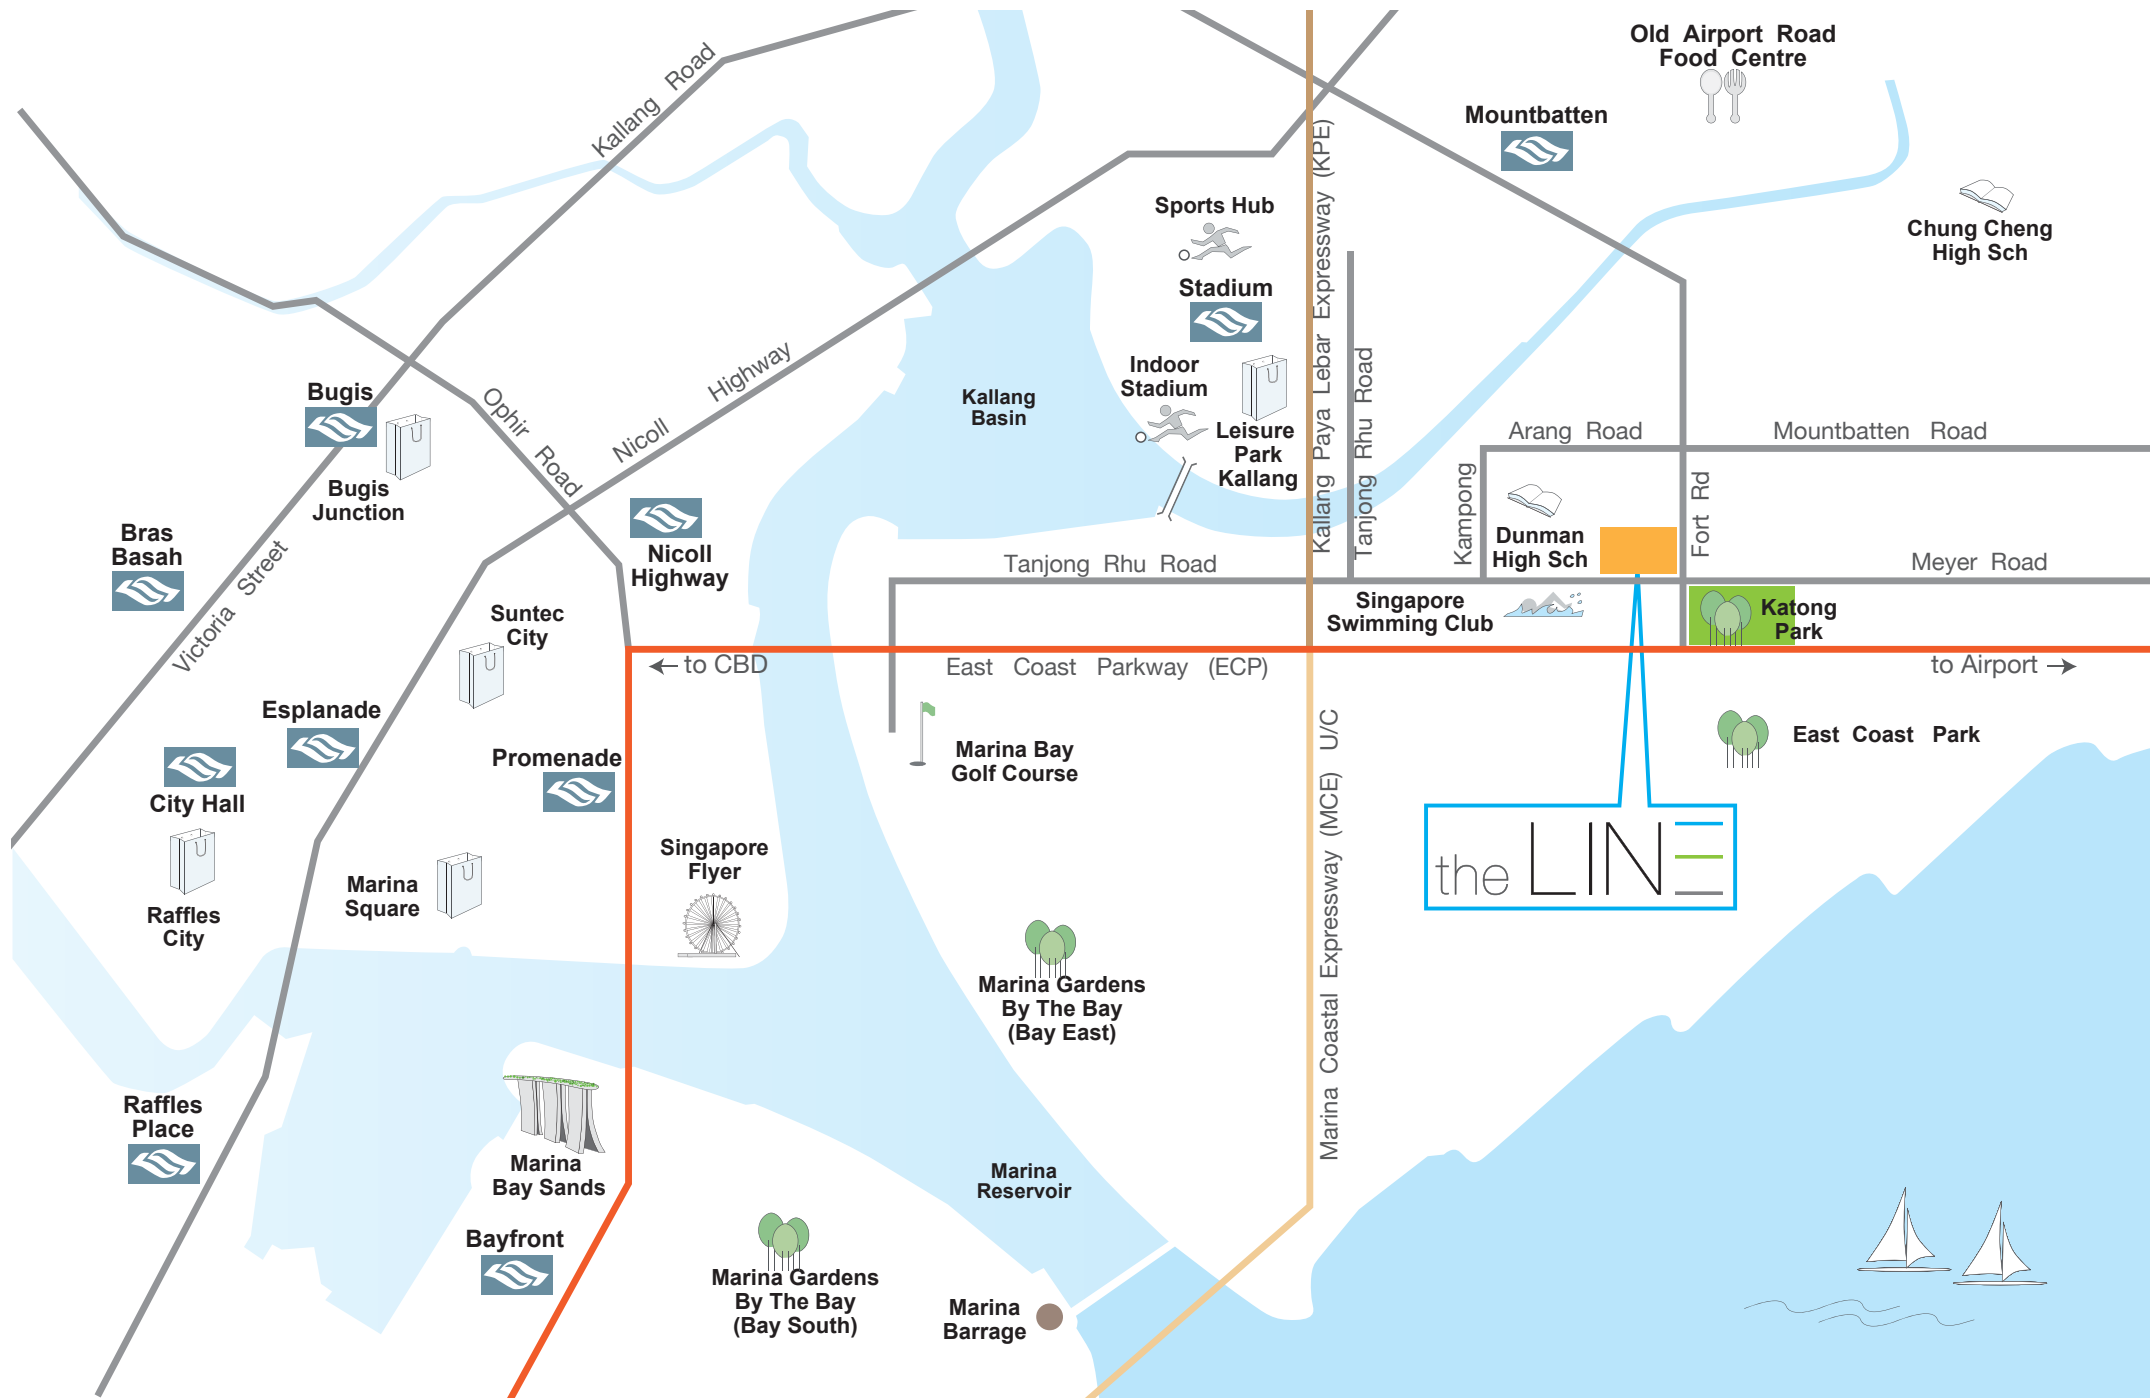 Old Airport Road
Food Centre
Kallang Road
Mountbatten
Kallang Paya Lebar Expressway (KPE)
Sports Hub
Chung Cheng
High Sch
Stadium
Nicoll Highway
Indoor
Stadium
Tanjong Rhu Road
Bugis
Ophir Road
Kallang
Basin
Leisure
Park
Kallang
Arang Road
Mountbatten Road
Bugis
Junction
Kampong
Fort Rd
Bras
Basah
Victoria Street
Nicoll
Highway
Dunman
High Sch
Tanjong Rhu Road
Meyer Road
Suntec
City
Singapore
Swimming Club
Katong
Park
← to CBD
East Coast Parkway (ECP)
to Airport →
Esplanade
Promenade
Marina Bay
Golf Course
Marina Coastal Expressway (MCE) U/C
East Coast Park
City Hall
Singapore
Flyer
the LINE
Marina
Square
Raffles
City
Marina Gardens
By The Bay
(Bay East)
Raffles
Place
Marina
Bay Sands
Marina
Reservoir
Bayfront
Marina Gardens
By The Bay
(Bay South)
Marina
Barrage